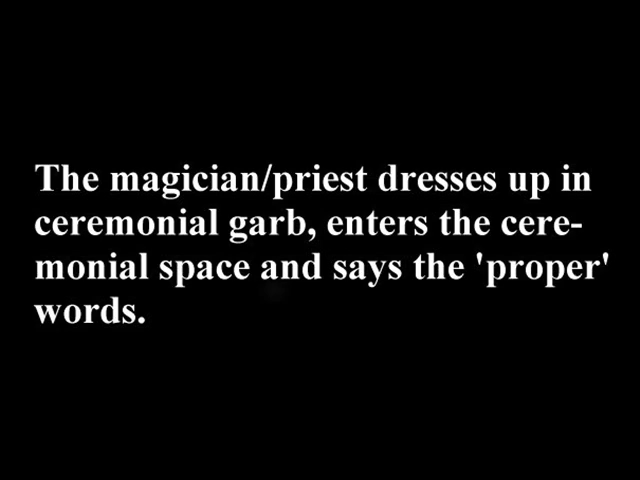 The magician/priest dresses up in
ceremonial garb, enters the cere-
monial space and says the 'proper'
words.